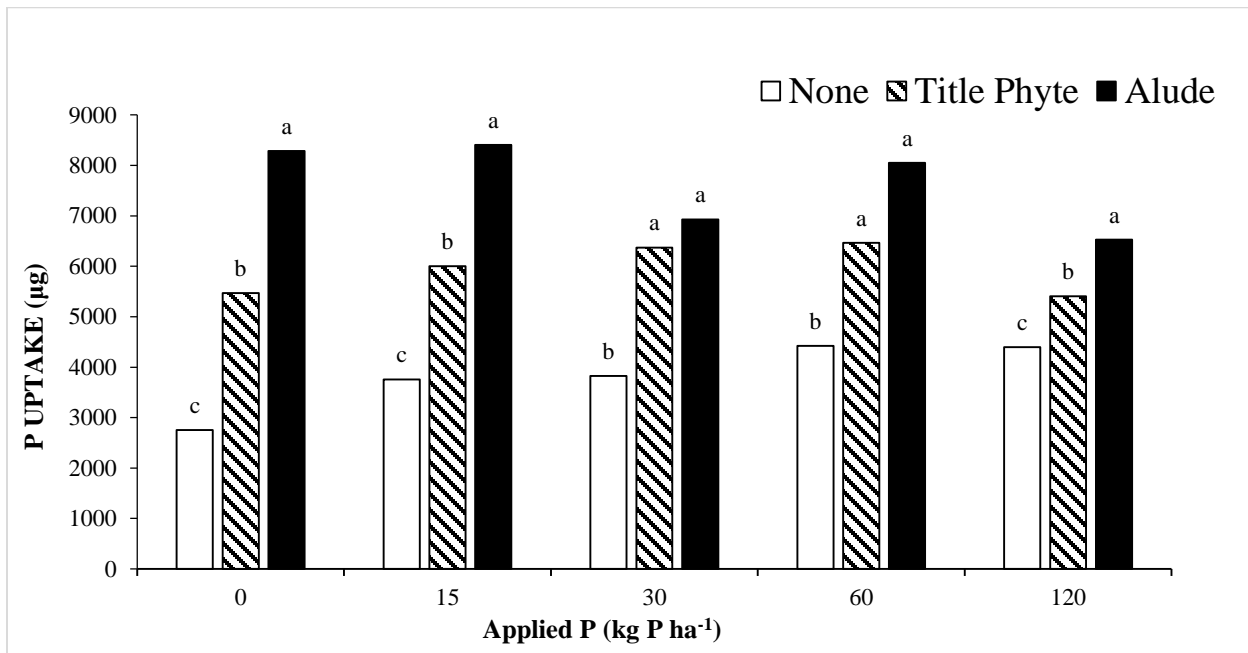 None Title Phyte Alude
9000
8000
7000
6000
5000
4000
3000
2000
1000
0
P UPTAKE (µg)
c b a
c b a
b a a
b a a
c b a
0 15 30 60 120
Applied P (kg P ha⁻¹)